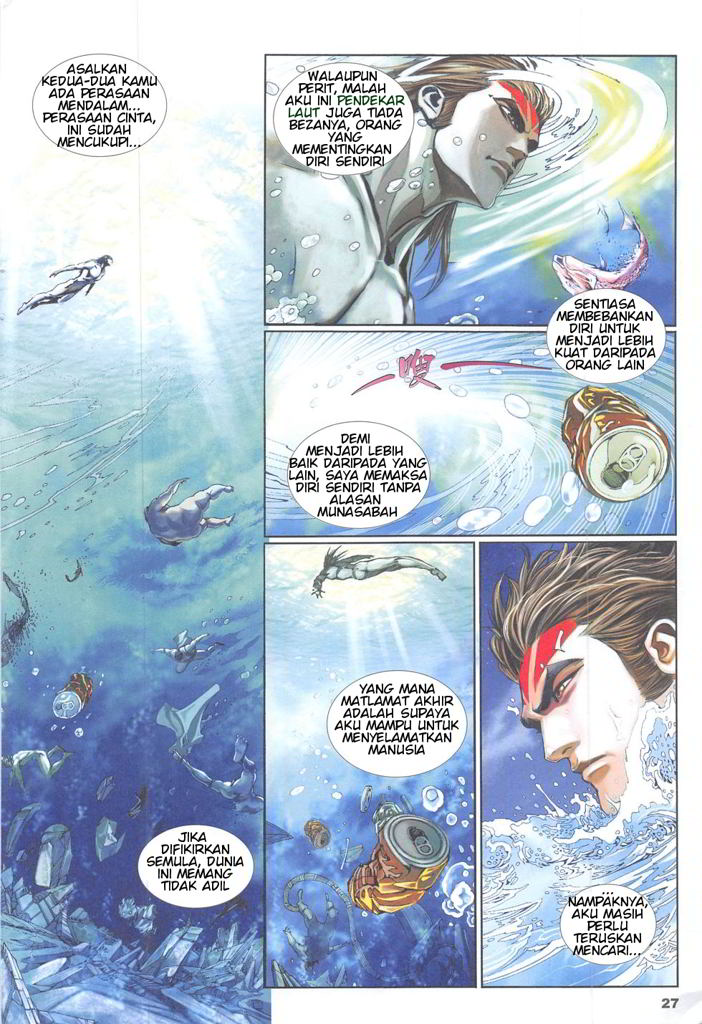 ASALKAN
KEDUA-DUA KAMU
ADA PERASAAN
MENDALAM...
PERASAAN CINTA,
INI SUDAH
MENCUKUPI...
JIKA
DIFIKIRKAN
SEMULA, DUNIA
INI MEMANG
TIDAK ADIL
WALAUPUN
PERIT, MALAH
AKU INI PENDEKAR
LAUT JUGA TIADA
BEZANYA, ORANG
YANG
MEMENTINGKAN
DIRI SENDIRI
SENTIASA
MEMBEBANKAN
DIRI UNTUK
MENJADI LEBIH
KUAT DARIPADA
ORANG LAIN
一嗖一
DEMI
MENJADI LEBIH
BAIK DARIPADA YANG
LAIN, SAYA MEMAKSA
DIRI SENDIRI TANPA
ALASAN
MUNASABAH
YANG MANA
MATLAMAT AKHIR
ADALAH SUPAYA
AKU MAMPU UNTUK
MENYELAMATKAN
MANUSIA
...
NAMPAKNYA,
AKU MASIH
PERLU
TERUSKAN
MENCARI...
27